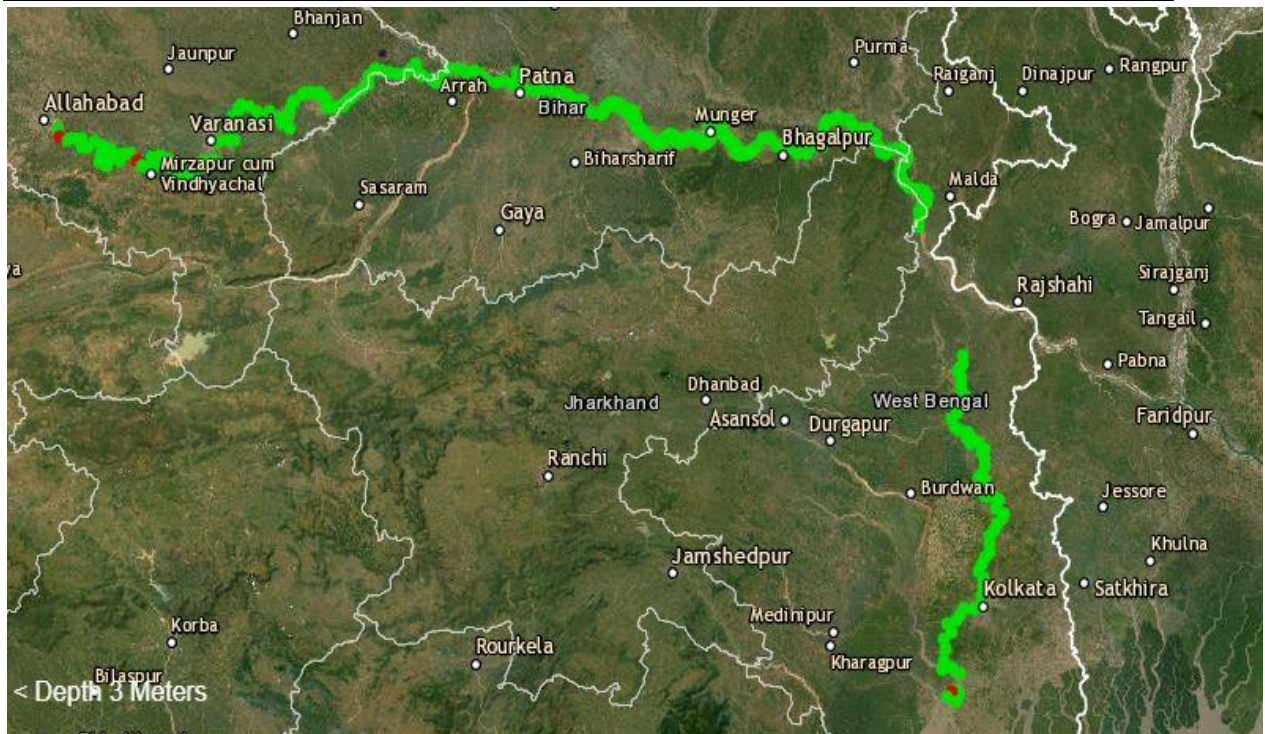 Bhanjan
Jaunpur
Purnia
Raiganj
Dinajpur
Rangpur
Allahabad
Arrah
Patna
Bihar
Varanasi
Munger
Bhagalpur
Mirzapur cum
Vindhyachal
Biharsharif
Sasaram
Malda
Gaya
Bogra
Jamalpur
ya
Sirajganj
Rajshahi
Tangail
Pabna
Dhanbad
Jharkhand
West Bengal
Asansol
Durgapur
Faridpur
Ranchi
Burdwan
Jessore
Khulna
Jamshedpur
Kolkata
Satkhira
Medinipur
Korba
Rourkela
Kharagpur
Bilaspur
< Depth 3 Meters